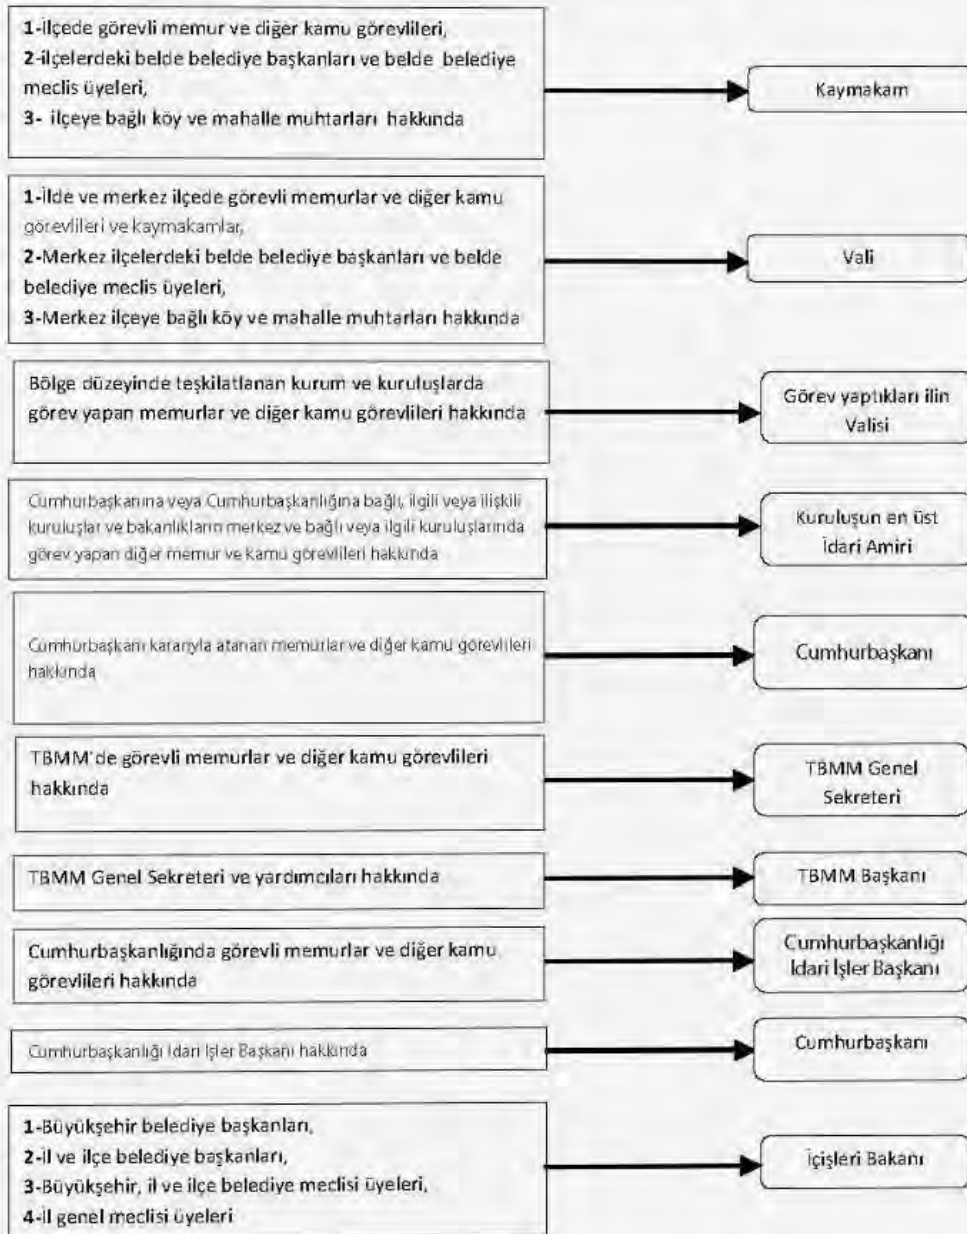 1-İlçede görevli memur ve diğer kamu görevlileri,
2-ilçelerdeki belde belediye başkanları ve belde belediye
meclis üyeleri,
3- ilçeye bağlı köy ve mahalle muhtarları hakkında
Kaymakam
1-İlde ve merkez ilçede görevli memurlar ve diğer kamu
görevlileri ve kaymakamlar,
2-Merkez ilçelerdeki belde belediye başkanları ve belde
belediye meclis üyeleri,
3-Merkez ilçeye bağlı köy ve mahalle muhtarları hakkında
Vali
Bölge düzeyinde teşkilatlanan kurum ve kuruluşlarda
görev yapan memurlar ve diğer kamu görevlileri hakkında
Görev yaptıkları ilin
Valisi
Cumhurbaşkanına veya Cumhurbaşkanlığına bağlı, ilgili veya ilişkili
kuruluşlar ve bakanlıkların merkez ve bağlı veya ilgili kuruluşlarında
görev yapan diğer memur ve kamu görevlileri hakkında
Kuruluşun en üst
İdari Amiri
Cumhurbaşkanı kararıyla atanan memurlar ve diğer kamu görevlileri
hakkında
Cumhurbaşkanı
TBMM'de görevli memurlar ve diğer kamu görevlileri
hakkında
TBMM Genel
Sekreteri
TBMM Genel Sekreteri ve yardımcıları hakkında
TBMM Başkanı
Cumhurbaşkanlığında görevli memurlar ve diğer kamu
görevlileri hakkında
Cumhurbaşkanlığı
İdari İşler Başkanı
Cumhurbaşkanlığı İdari İşler Başkanı hakkında
Cumhurbaşkanı
1-Büyükşehir belediye başkanları,
2-il ve ilçe belediye başkanları,
3-Büyükşehir, il ve ilçe belediye meclisi üyeleri,
4-il genel meclisi üyeleri
İçişleri Bakanı